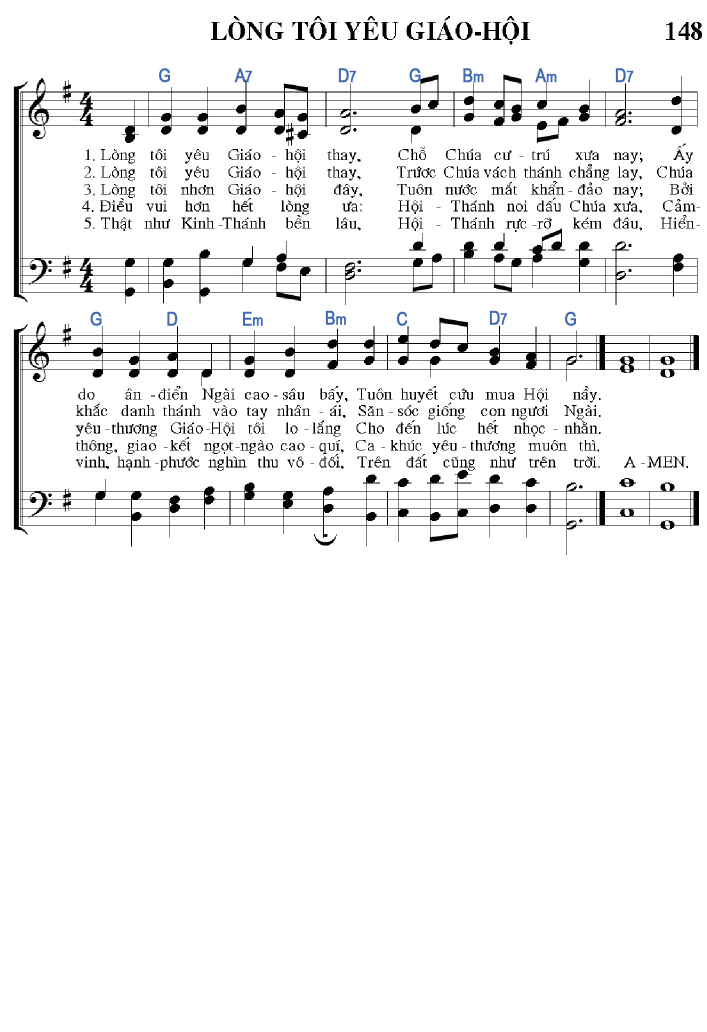 LÒNG TÔI YÊU GIÁO-HỘI 148
G A7 D7 G Bm Am D7
1. Lòng tôi yêu Giáo - hội thay, Chỗ Chúa cư - trú xưa nay; Ấy
2. Lòng tôi yêu Giáo - hội thay, Trước Chúa vách thánh chẳng lay, Chúa
3. Lòng tôi nhơn Giáo - hội đây, Tuôn nước mắt khẩn - đảo nay; Bởi
4. Điều vui hơn hết lòng ưa: Hội - Thánh noi dấu Chúa xưa, Cảm-
5. Thật như Kinh - Thánh bền lâu, Hội - Thánh rực - rỡ kém đâu, Hiển-
G D Em Bm C D7 G
do ân - điển Ngài cao - sâu bấy, Tuôn huyết cứu mua Hội nầy.
khắc danh thánh vào tay nhân - ái, Săn - sóc giống con ngươi Ngài.
yêu - thương Giáo - Hội tôi lo - lắng Cho đến lúc hết nhọc - nhằn.
thông, giao - kết ngọt - ngào cao - quí, Ca - khúc yêu - thương muôn thì.
vinh, hạnh - phước nghìn thu vô - đối, Trên đất cũng như trên trời. A - MEN.